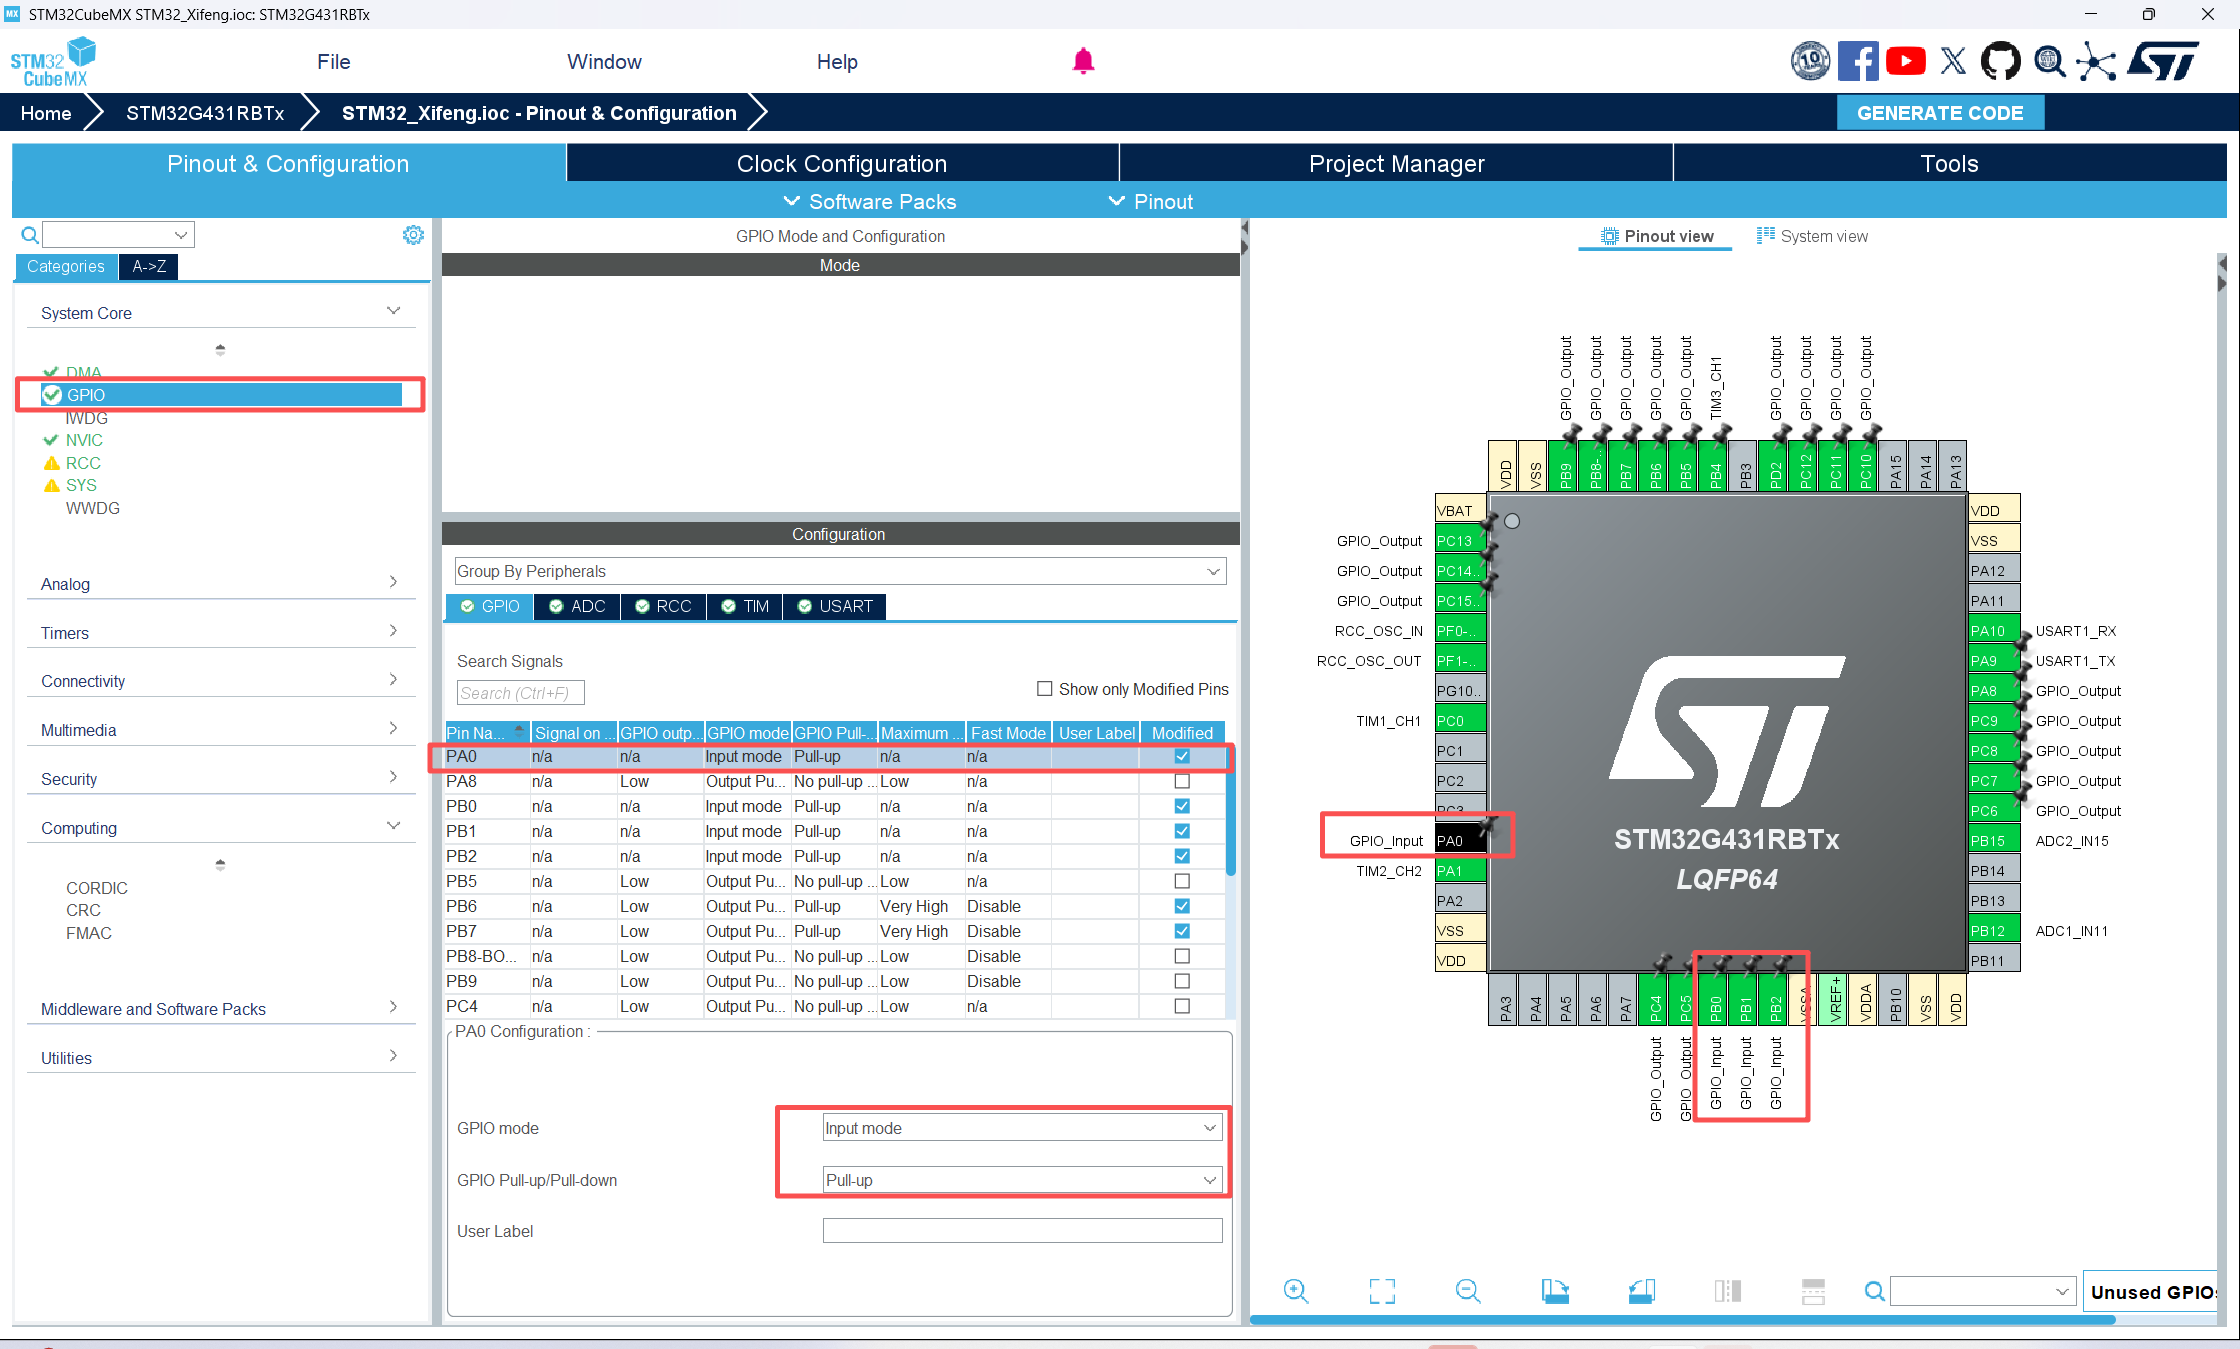 STM32CubeMX STM32_Xifeng.ioc: STM32G431RBTx
STM32
CubeMX
File
Window
Help
10
Home
STM32G431RBTx
STM32_Xifeng.ioc - Pinout & Configuration
GENERATE CODE
Pinout & Configuration
Clock Configuration
Project Manager
Tools
Software Packs
Pinout
Categories
A->Z
System Core
DMA
GPIO
IWDG
NVIC
RCC
SYS
WWDG
Analog
Timers
Connectivity
Multimedia
Security
Computing
CORDIC
CRC
FMAC
Middleware and Software Packs
Utilities
GPIO Mode and Configuration
Mode
Configuration
Group By Peripherals
GPIO ADC RCC TIM USART
Search Signals
Search (Ctrl+F)
Show only Modified Pins
Pin Na... Signal on ... GPIO outp... GPIO mode GPIO Pull-... Maximum ... Fast Mode User Label Modified
PA0 n/a n/a Input mode Pull-up n/a n/a
PA8 n/a Low Output Pu... No pull-up ... Low n/a
PB0 n/a n/a Input mode Pull-up n/a n/a
PB1 n/a n/a Input mode Pull-up n/a n/a
PB2 n/a n/a Input mode Pull-up n/a n/a
PB5 n/a Low Output Pu... No pull-up ... Low n/a
PB6 n/a Low Output Pu... Pull-up Very High Disable
PB7 n/a Low Output Pu... Pull-up Very High Disable
PB8-BO... n/a Low Output Pu... No pull-up ... Low Disable
PB9 n/a Low Output Pu... No pull-up ... Low Disable
PC4 n/a Low Output Pu... No pull-up ... Low n/a
PA0 Configuration :
GPIO mode
Input mode
GPIO Pull-up/Pull-down
Pull-up
User Label
Pinout view
System view
GPIO_Output
GPIO_Output
GPIO_Output
GPIO_Output
GPIO_Output
TIM3_CH1
GPIO_Output
GPIO_Output
GPIO_Output
GPIO_Output
VDD
VSS
PB9
PB8-..
PB7
PB6
PB5
PB4
PB3
PD2
PC12
PC11
PC10
PA15
PA14
PA13
VBAT
GPIO_Output PC13
GPIO_Output PC14..
GPIO_Output PC15..
RCC_OSC_IN PF0-..
RCC_OSC_OUT PF1-..
PG10..
TIM1_CH1 PC0
PC1
PC2
PC3
GPIO_Input PA0
TIM2_CH2 PA1
PA2
VSS
VDD
STM32G431RBTx
LQFP64
VDD
VSS
PA12
PA11
PA10 USART1_RX
PA9 USART1_TX
PA8 GPIO_Output
PC9 GPIO_Output
PC8 GPIO_Output
PC7 GPIO_Output
PC6 GPIO_Output
PB15 ADC2_IN15
PB14
PB13
PB12 ADC1_IN11
PB11
PA3
PA4
PA5
PA6
PA7
PC4
PC5
PB0
PB1
PB2
VSSA
VREF+
VDDA
PB10
VSS
VDD
GPIO_Output
GPIO_Output
GPIO_Input
GPIO_Input
GPIO_Input
Unused GPIOs